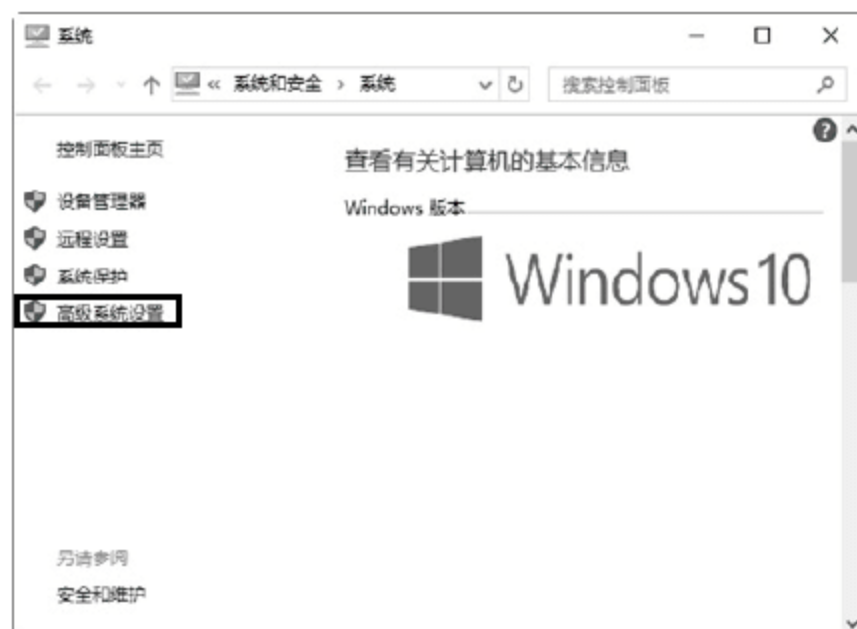 系统
« 系统和安全 › 系统
搜索控制面板
控制面板主页
设备管理器
远程设置
系统保护
高级系统设置
查看有关计算机的基本信息
Windows 版本
Windows 10
另请参阅
安全和维护